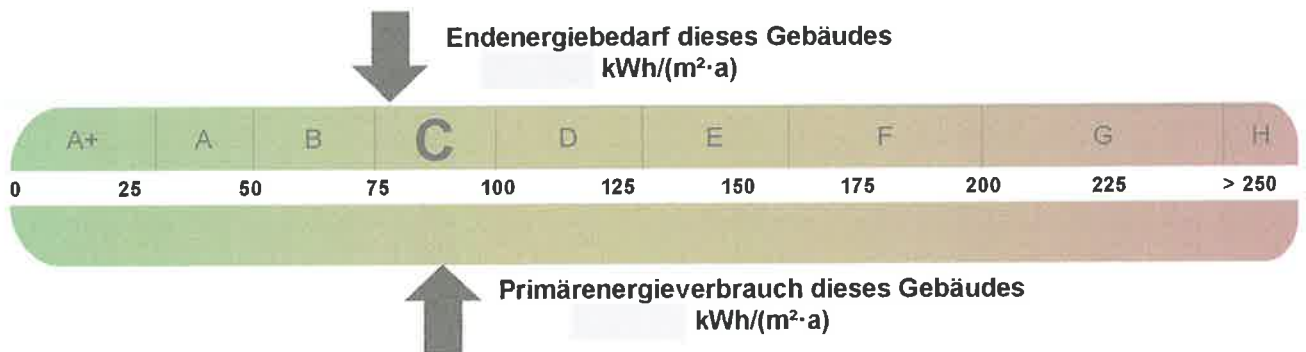 Endenergiebedarf dieses Gebäudes
kWh/(m²·a)
A+ A B C D E F G H
0 25 50 75 100 125 150 175 200 225 > 250
Primärenergieverbrauch dieses Gebäudes
kWh/(m²·a)